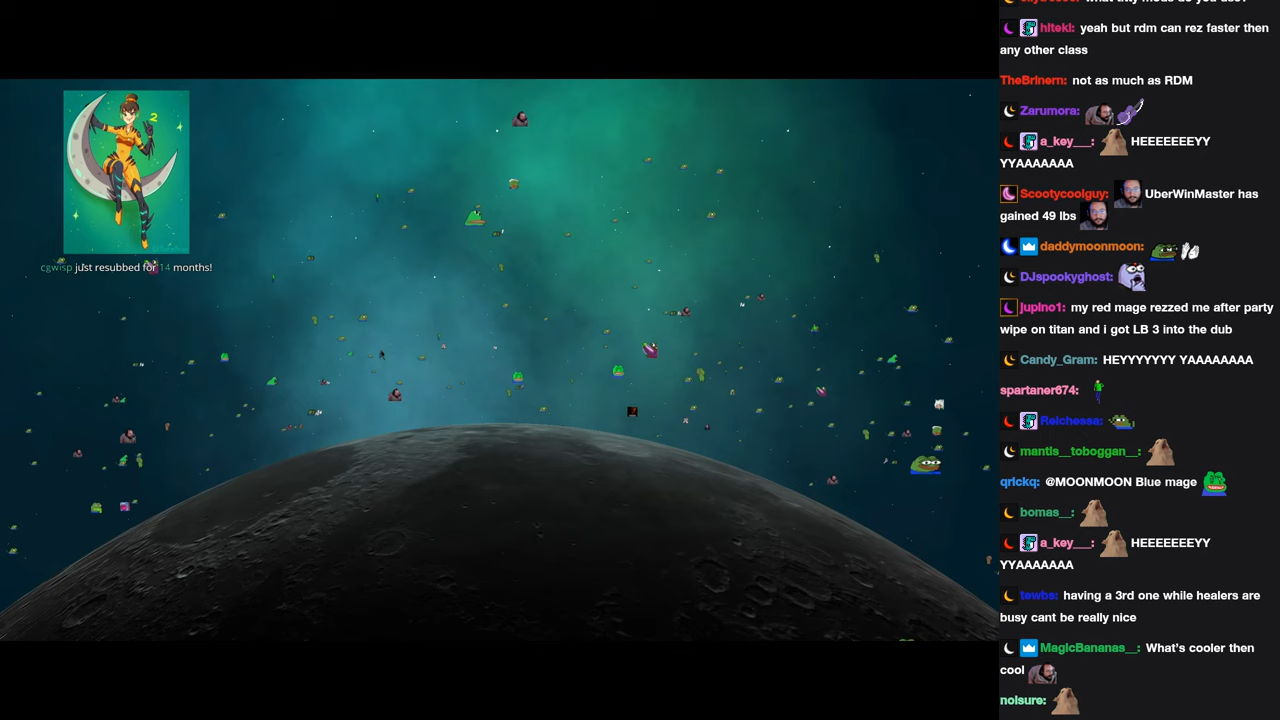 2
cgwisp just resubbed for 14 months!
hiteki: yeah but rdm can rez faster then
any other class
TheBrinern: not as much as RDM
Zarumora:
a_key___: HEEEEEEEYY
YYAAAAAAA
Scootycoolguy: UberWinMaster has
gained 49 lbs
daddymoonmoon:
DJspookyghost:
jupino1: my red mage rezzed me after party
wipe on titan and i got LB 3 into the dub
Candy_Gram: HEYYYYYYY YAAAAAAAA
spartaner674:
Reichessa:
mantis__toboggan__:
qrickq: @MOONMOON Blue mage
bomas__:
a_key___: HEEEEEEEYY
YYAAAAAAA
tewbs: having a 3rd one while healers are
busy cant be really nice
MagicBananas__: What's cooler then
cool
noisure: